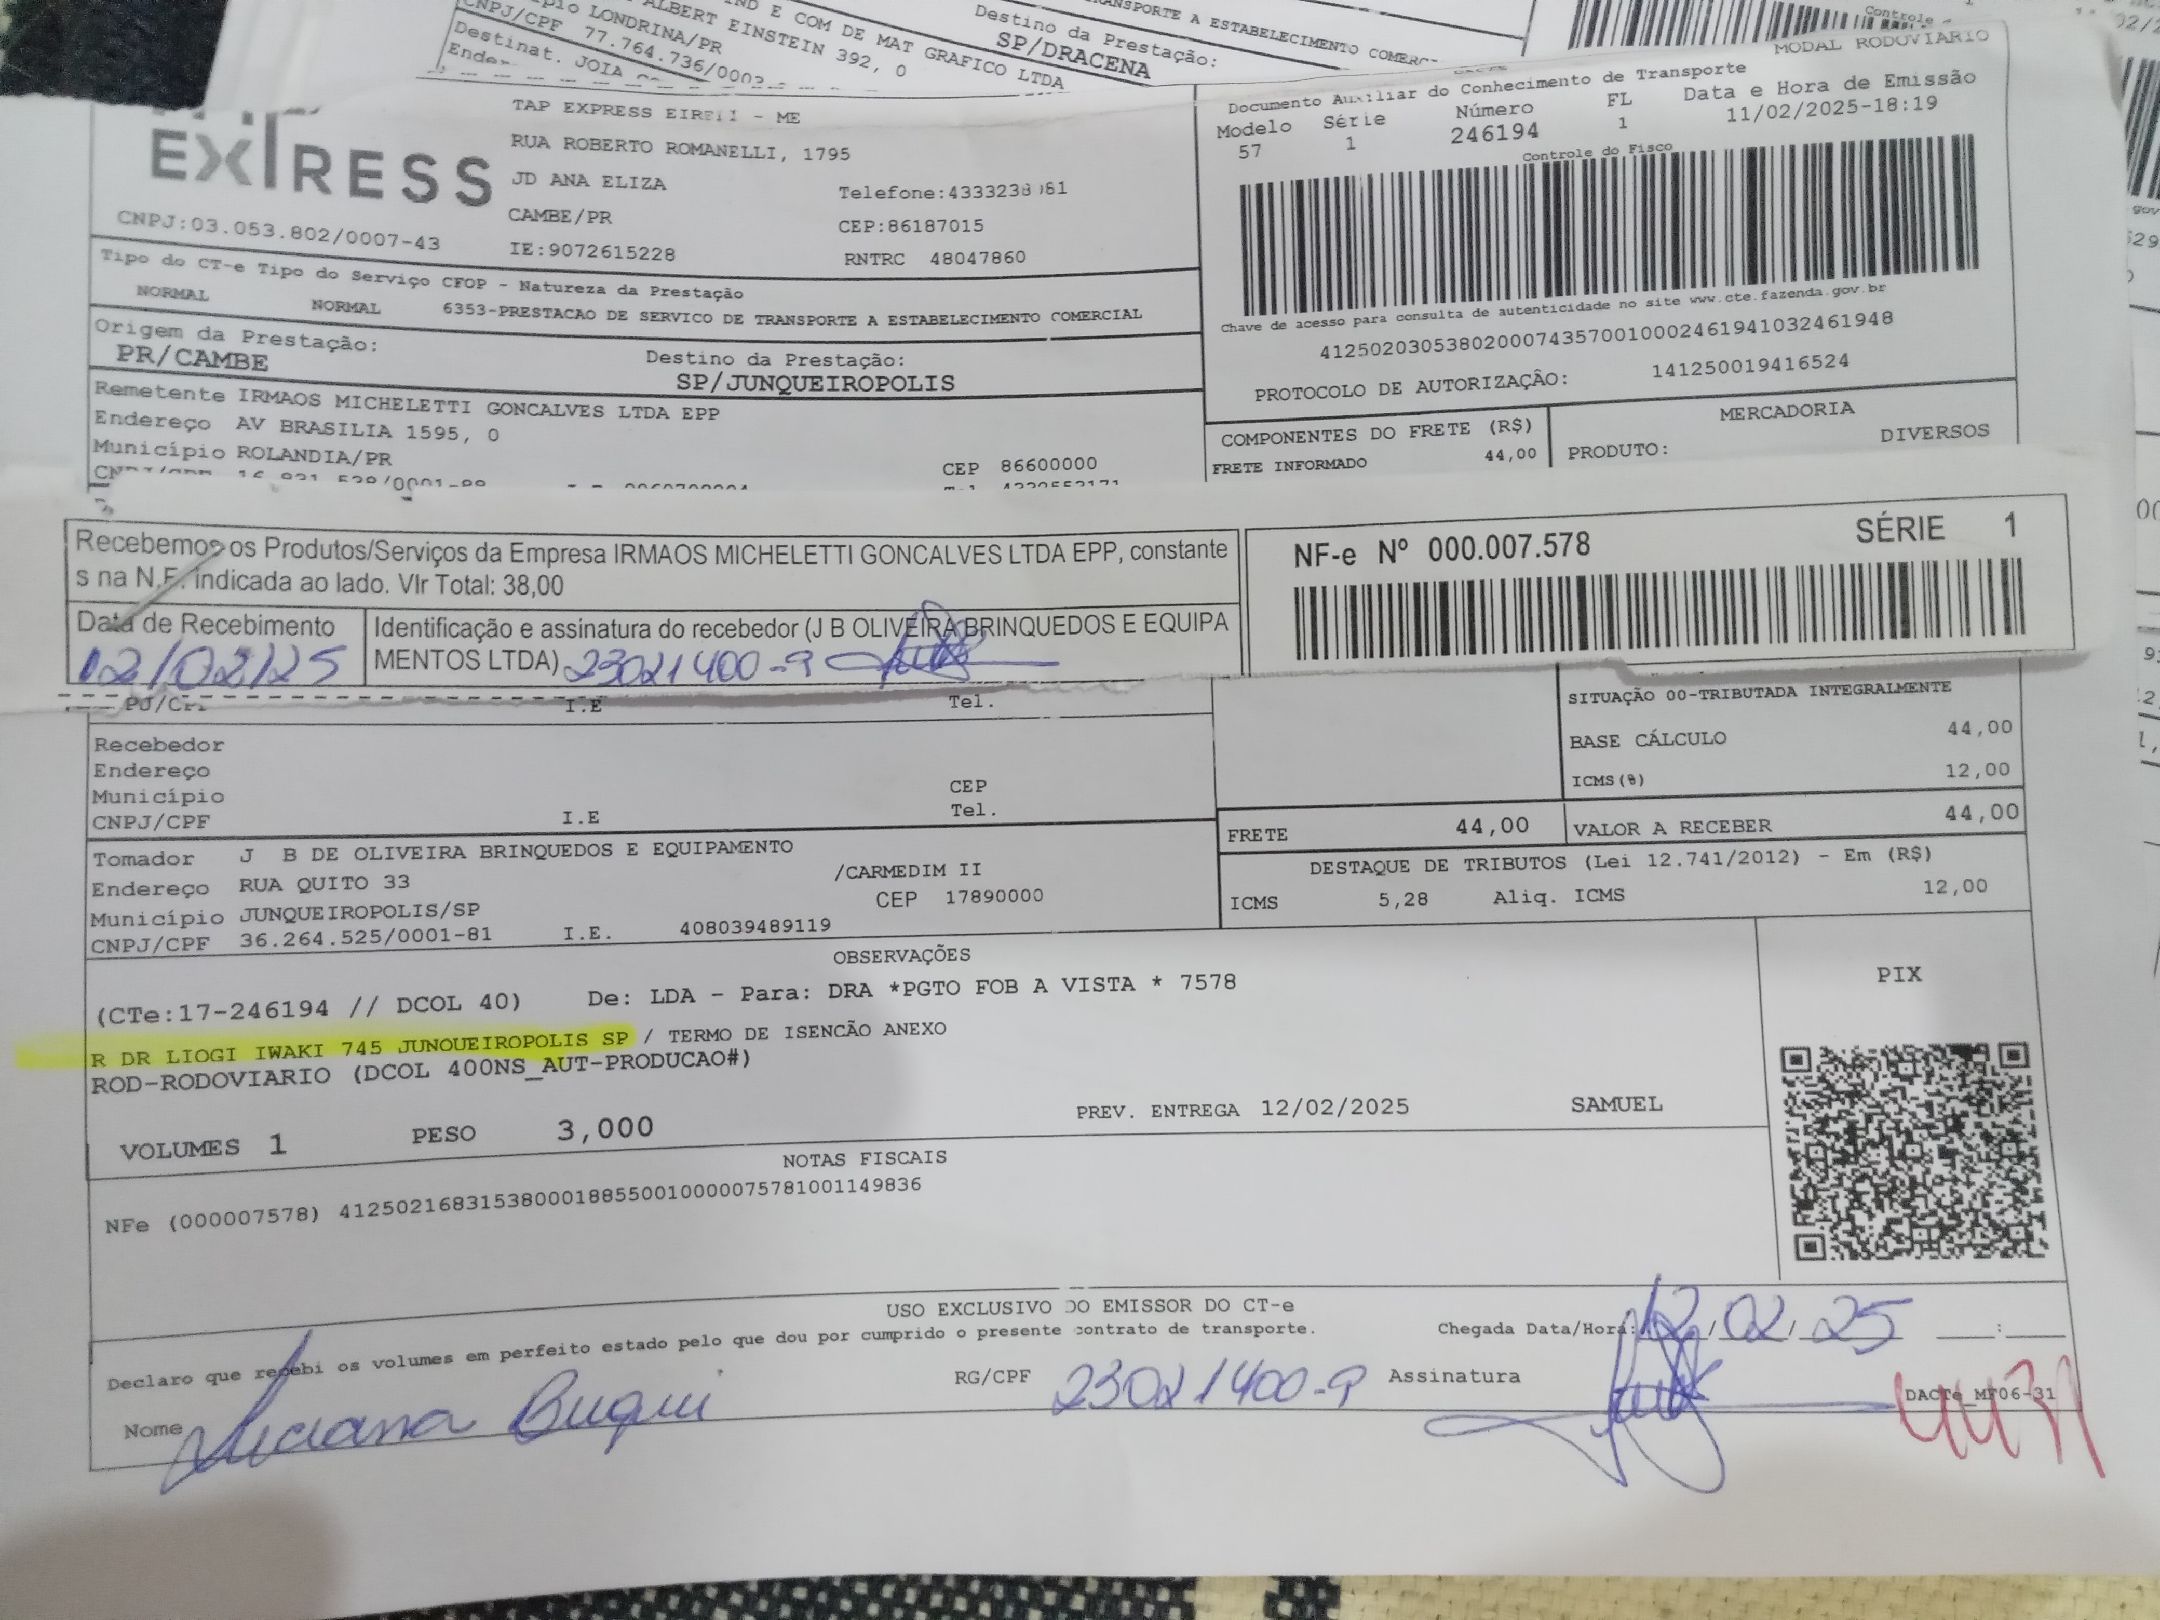 ALBERT EINSTEIN 392, 0
LONDRINA/PR
CNPJ/CPF 77.764.736/0002
Destinat. JOIA
E COM DE MAT GRAFICO LTDA
Destino da Prestação:
SP/DRACENA
TRANSPORTE A ESTABELECIMENTO
Controle
EXPRESS
CNPJ:03.053.802/0007-43
TAP EXPRESS EIRELI - ME
RUA ROBERTO ROMANELLI, 1795
JD ANA ELIZA
CAMBE/PR
IE:9072615228
CEP:86187015
RNTRC 48047860
MODAL RODOVIARIO
Documento Auxiliar do Conhecimento de Transporte
Modelo Série Número FL Data e Hora de Emissão
57 1 246194 1 11/02/2025-18:19
Controle do Fisco
Chave de acesso para consulta de autenticidade no site www.cte.fazenda.gov.br
41250203053802000743570010002461941032461948
PROTOCOLO DE AUTORIZAÇÃO: 141250019416524
Tipo do CT-e Tipo do Serviço CFOP - Natureza da Prestação
NORMAL NORMAL 6353-PRESTACAO DE SERVICO DE TRANSPORTE A ESTABELECIMENTO COMERCIAL
Origem da Prestação: Destino da Prestação:
PR/CAMBE SP/JUNQUEIROPOLIS
Remetente IRMAOS MICHELETTI GONCALVES LTDA EPP
Endereço AV BRASILIA 1595, 0
Município ROLANDIA/PR CEP 86600000
COMPONENTES DO FRETE (R$)
FRETE INFORMADO 44,00
MERCADORIA
PRODUTO: DIVERSOS
Recebemos os Produtos/Serviços da Empresa IRMAOS MICHELETTI GONCALVES LTDA EPP, constante
s na N.F. indicada ao lado. Vlr Total: 38,00
Data de Recebimento
12/02/25
Identificação e assinatura do recebedor (J B OLIVEIRA BRINQUEDOS E EQUIPA
MENTOS LTDA) 23021400-9
NF-e Nº 000.007.578 SÉRIE 1
I.E Tel.
Recebedor
Endereço
Município CEP
CNPJ/CPF I.E Tel.
SITUAÇÃO 00-TRIBUTADA INTEGRALMENTE
BASE CÁLCULO 44,00
ICMS(%) 12,00
FRETE 44,00 VALOR A RECEBER 44,00
DESTAQUE DE TRIBUTOS (Lei 12.741/2012) - Em (R$)
ICMS 5,28 Aliq. ICMS 12,00
Tomador J B DE OLIVEIRA BRINQUEDOS E EQUIPAMENTO
Endereço RUA QUITO 33 /CARMEDIM II
Município JUNQUEIROPOLIS/SP CEP 17890000
CNPJ/CPF 36.264.525/0001-81 I.E. 408039489119
OBSERVAÇÕES
(CTe:17-246194 // DCOL 40) De: LDA - Para: DRA *PGTO FOB A VISTA * 7578
R DR LIOGI IWAKI 745 JUNQUEIROPOLIS SP / TERMO DE ISENCÃO ANEXO
ROD-RODOVIARIO (DCOL 400NS_AUT-PRODUCAO#)
PIX
VOLUMES 1 PESO 3,000 PREV. ENTREGA 12/02/2025 SAMUEL
NOTAS FISCAIS
NFe (000007578) 41250216831538000188550010000075781001149836
USO EXCLUSIVO DO EMISSOR DO CT-e
Declaro que recebi os volumes em perfeito estado pelo que dou por cumprido o presente contrato de transporte.
Chegada Data/Hora: 12/02/25 ___:___
Nome Luciana Buqui
RG/CPF 23021400-9 Assinatura
DACTe_MF06-31